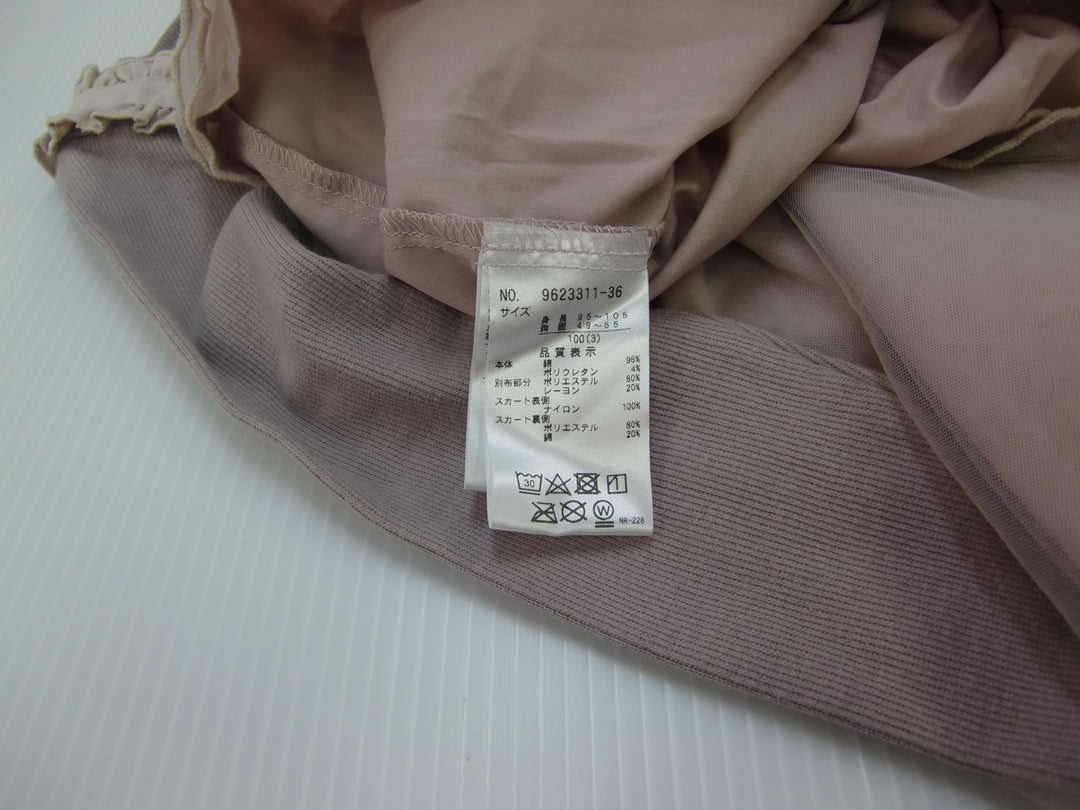 NO. 9623311-36
サイズ
身長 95～105
胸囲 49～55
100(3)
品質表示
本体 綿 96%
ポリウレタン 4%
別布部分 ポリエステル 80%
レーヨン 20%
スカート表側
ナイロン 100%
スカート裏側
ポリエステル 80%
綿 20%
30
W NR-228